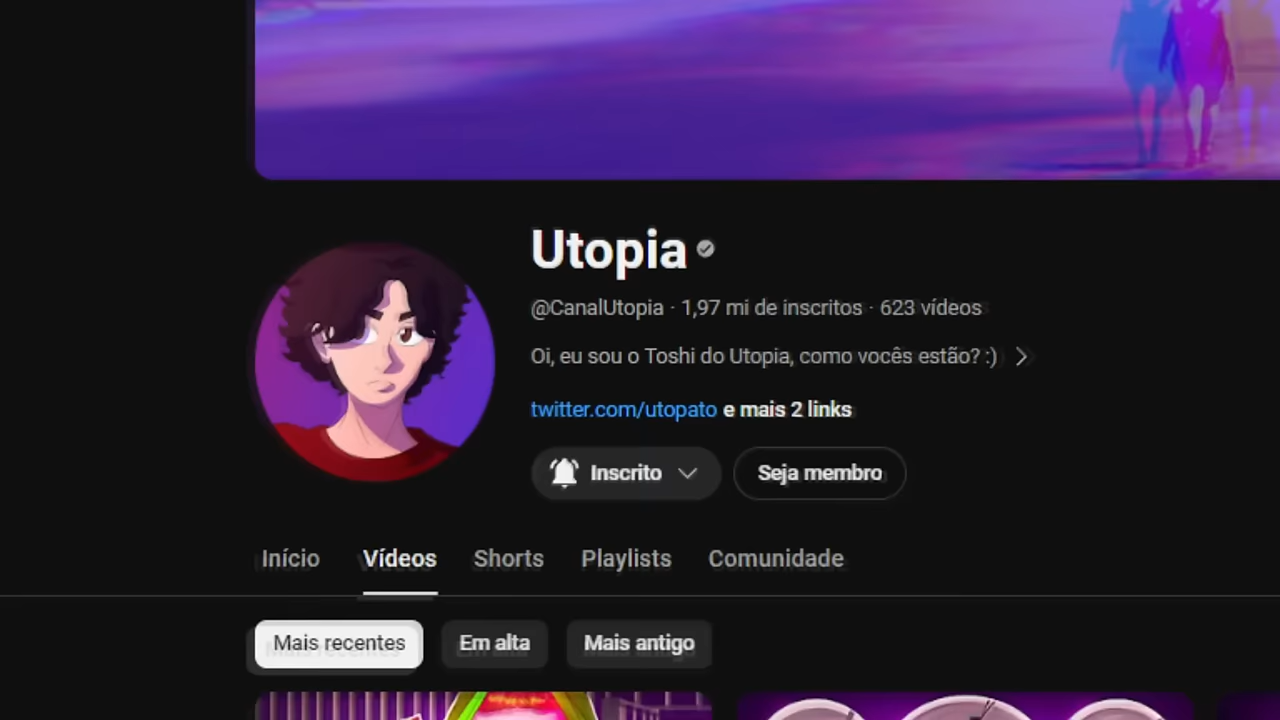 Utopia
@CanalUtopia · 1,97 mi de inscritos · 623 vídeos
Oi, eu sou o Toshi do Utopia, como vocês estão? :)
twitter.com/utopato e mais 2 links
Inscrito Seja membro
Início Vídeos Shorts Playlists Comunidade
Mais recentes Em alta Mais antigo